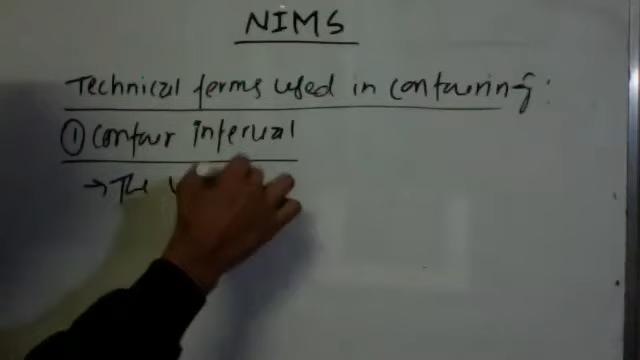 NIMS
Technical terms used in contouring:
① Contour interval
→ The